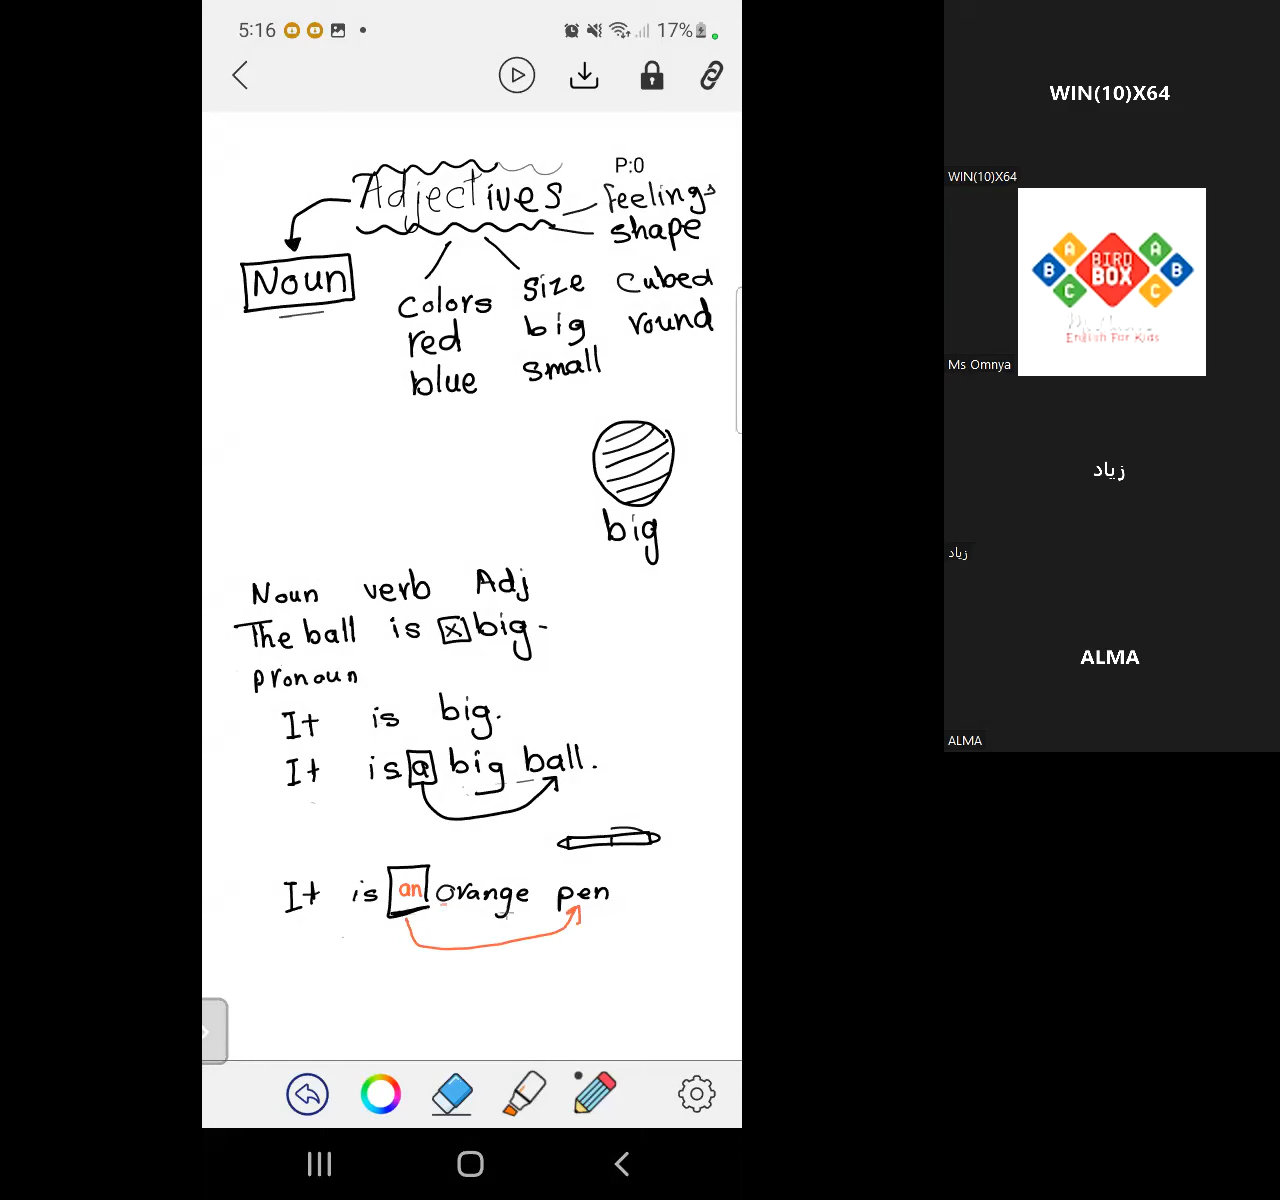 5:16
17%
P:0
Adjectives
feelings
shape
Noun
colors
size
cubed
red
big
round
blue
small
big
Noun verb Adj
The ball is x big.
pronoun
It is big.
It is a big ball.
It is an orange pen
WIN(10)X64
WIN(10)X64
A A
B BIRD B
BOX
C C
English For Kids
Ms Omnya
زياد
زياد
ALMA
ALMA